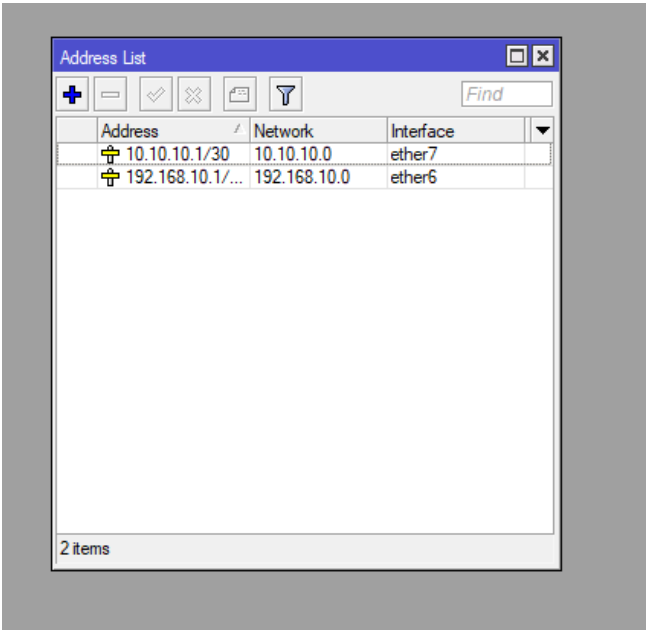 Address List
Find
Address Network Interface
10.10.10.1/30 10.10.10.0 ether7
192.168.10.1/... 192.168.10.0 ether6
2 items